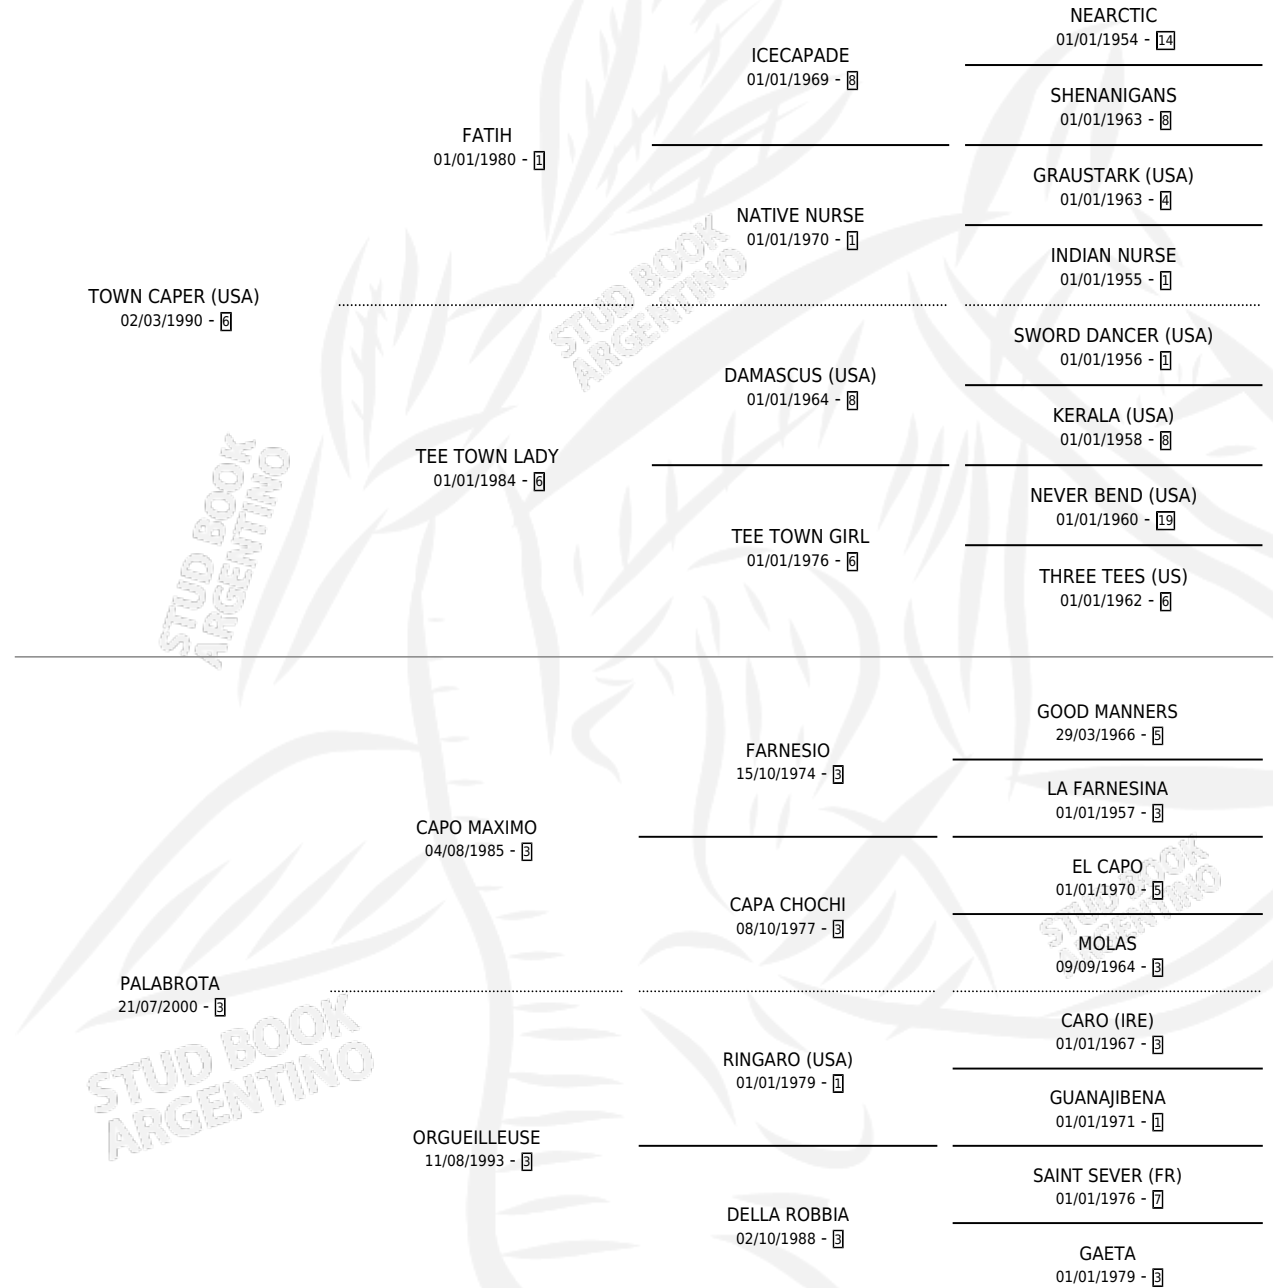 NEARCTIC
01/01/1954 - 14
ICECAPADE
01/01/1969 - 8
SHENANIGANS
01/01/1963 - 8
FATIH
01/01/1980 - 1
GRAUSTARK (USA)
01/01/1963 - 4
NATIVE NURSE
01/01/1970 - 1
INDIAN NURSE
01/01/1955 - 1
TOWN CAPER (USA)
02/03/1990 - 6
SWORD DANCER (USA)
01/01/1956 - 1
DAMASCUS (USA)
01/01/1964 - 8
KERALA (USA)
01/01/1958 - 8
TEE TOWN LADY
01/01/1984 - 6
NEVER BEND (USA)
01/01/1960 - 19
TEE TOWN GIRL
01/01/1976 - 6
THREE TEES (US)
01/01/1962 - 6
GOOD MANNERS
29/03/1966 - 5
FARNESIO
15/10/1974 - 3
LA FARNESINA
01/01/1957 - 3
CAPO MAXIMO
04/08/1985 - 3
EL CAPO
01/01/1970 - 5
CAPA CHOCHI
08/10/1977 - 3
MOLAS
09/09/1964 - 3
PALABROTA
21/07/2000 - 3
CARO (IRE)
01/01/1967 - 3
RINGARO (USA)
01/01/1979 - 1
GUANAJIBENA
01/01/1971 - 1
ORGUEILLEUSE
11/08/1993 - 3
SAINT SEVER (FR)
01/01/1976 - 7
DELLA ROBBIA
02/10/1988 - 3
GAETA
01/01/1979 - 3
STUD BOOK
ARGENTINO
STUD BOOK
ARGENTINO
STUD BOOK
ARGENTINO
STUD BOOK
ARGENTINO